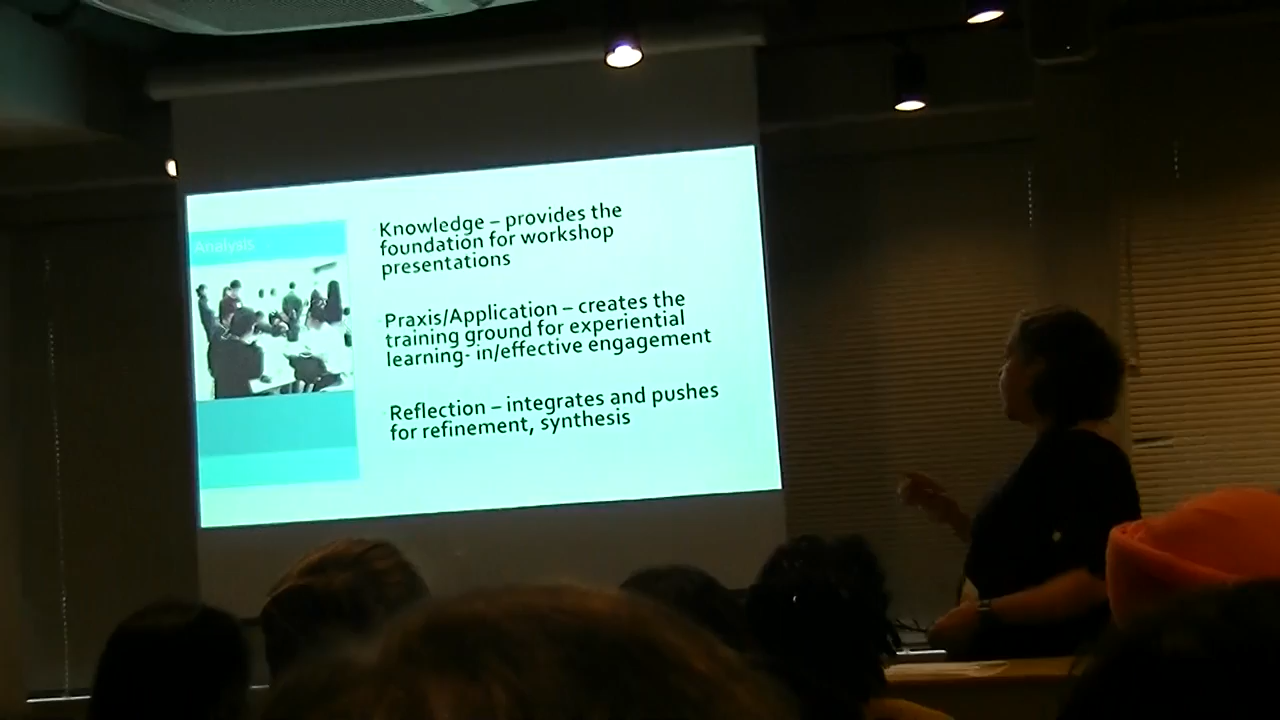 Analysis
Knowledge – provides the
foundation for workshop
presentations
Praxis/Application – creates the
training ground for experiential
learning- in/effective engagement
Reflection – integrates and pushes
for refinement, synthesis